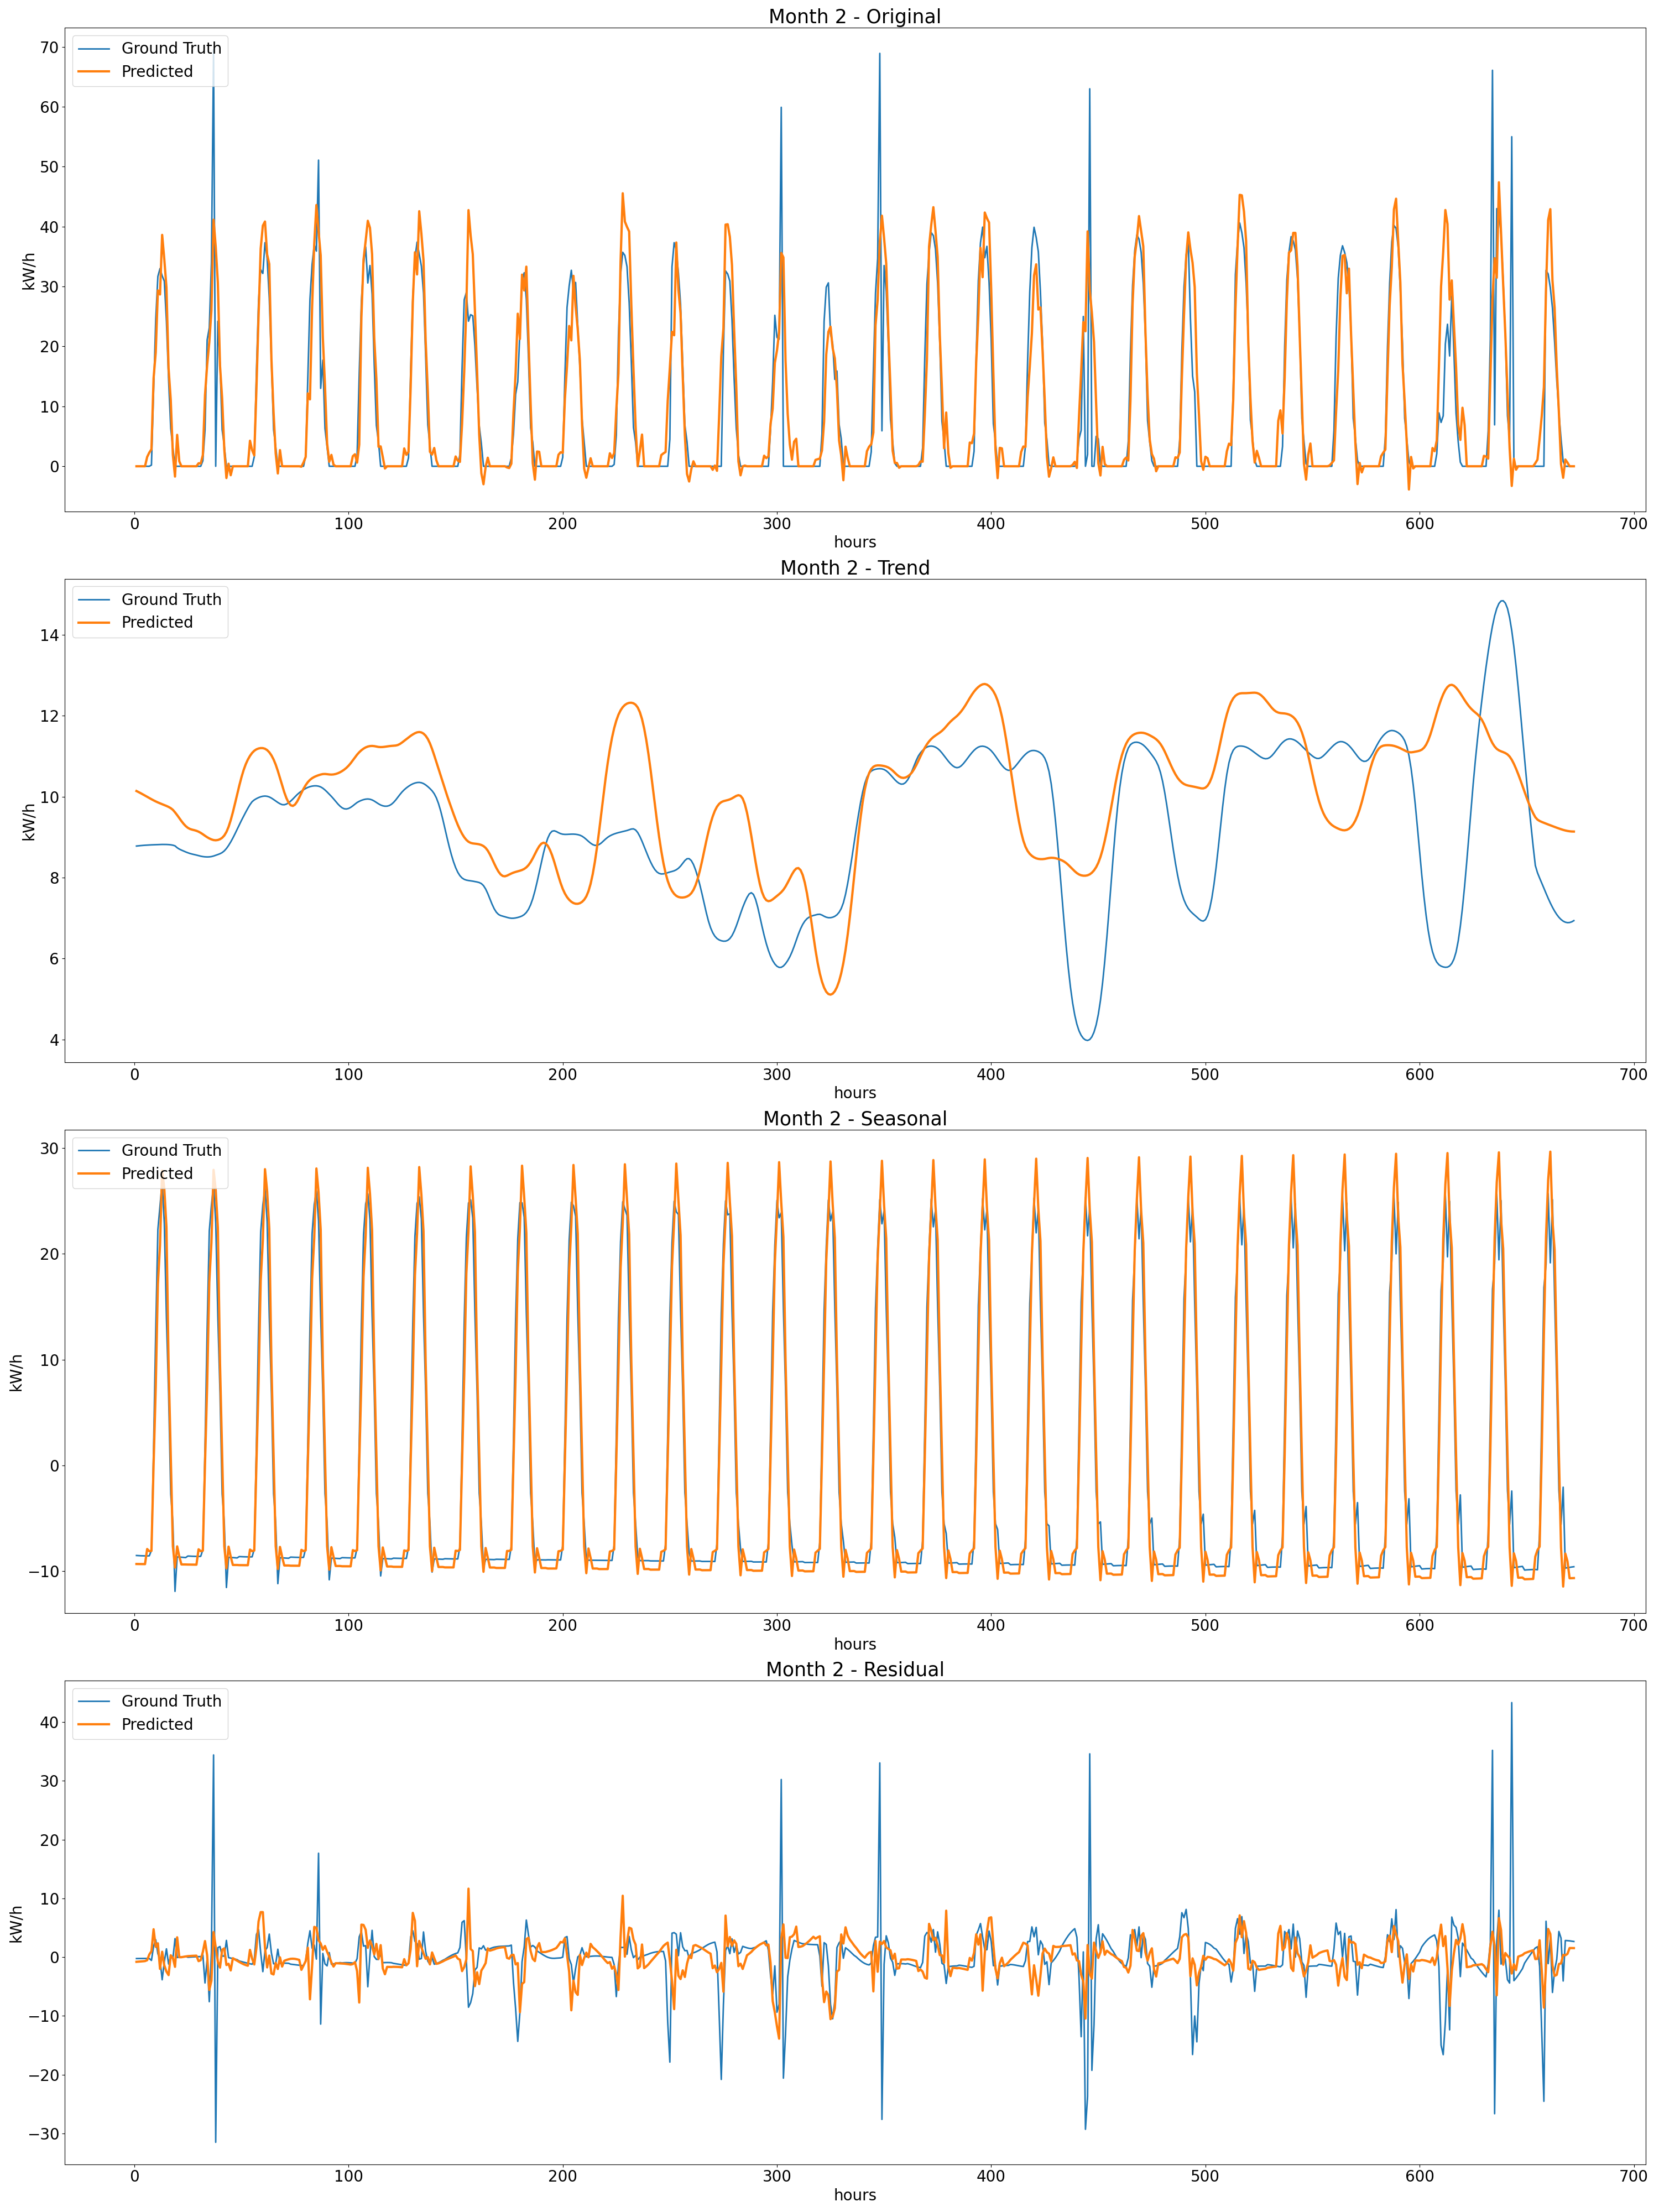 Month 2 - Original
Ground Truth
Predicted
70
60
50
40
30
20
10
0
kW/h
0 100 200 300 400 500 600 700
hours
Month 2 - Trend
Ground Truth
Predicted
14
12
10
8
6
4
kW/h
0 100 200 300 400 500 600 700
hours
Month 2 - Seasonal
Ground Truth
Predicted
30
20
10
0
−10
kW/h
0 100 200 300 400 500 600 700
hours
Month 2 - Residual
Ground Truth
Predicted
40
30
20
10
0
−10
−20
−30
kW/h
0 100 200 300 400 500 600 700
hours